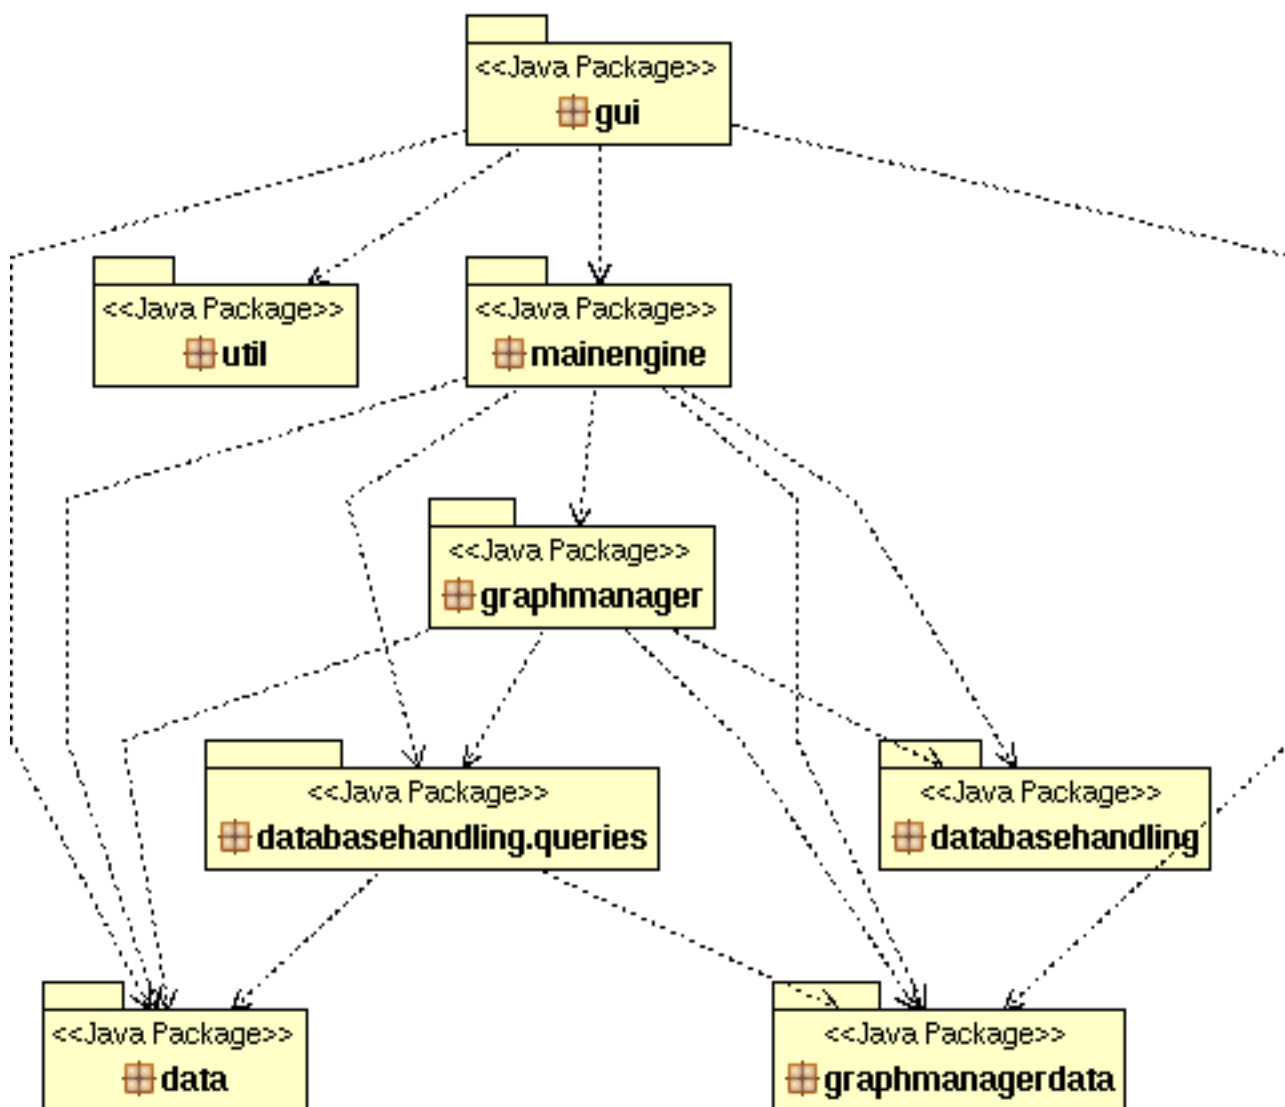 <<Java Package>>
gui
<<Java Package>>
util
<<Java Package>>
mainengine
<<Java Package>>
graphmanager
<<Java Package>>
databasehandling.queries
<<Java Package>>
databasehandling
<<Java Package>>
data
<<Java Package>>
graphmanagerdata